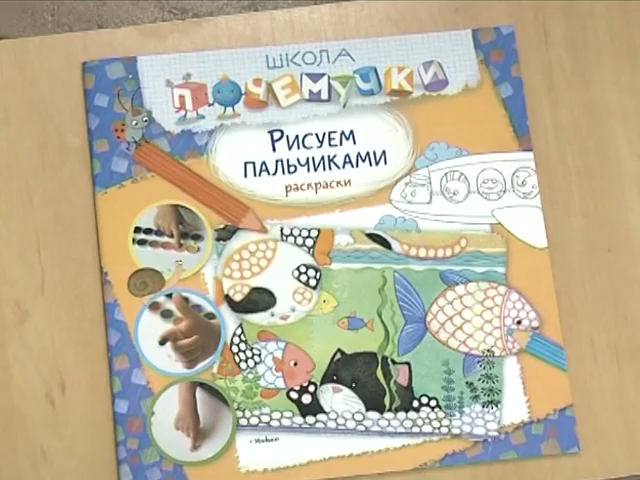 ШКОЛА
ПОЧЕМУЧКИ
РИСУЕМ
ПАЛЬЧИКАМИ
раскраски